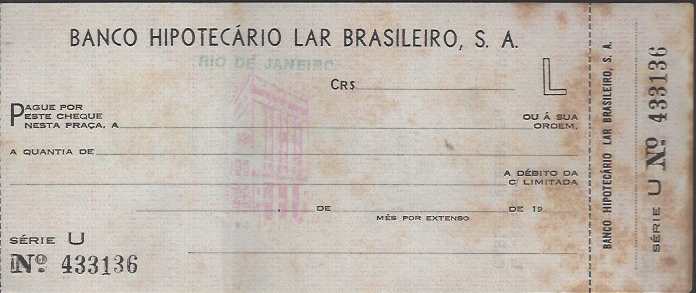 BANCO HIPOTECÁRIO LAR BRASILEIRO, S. A.
RIO DE JANEIRO
CR$
L
PAGUE POR
ESTE CHEQUE
NESTA PRAÇA, A
OU Á SUA
ORDEM,
A QUANTIA DE
A DÉBITO DA
C/ LIMITADA
DE
DE 19
MÊS POR EXTENSO
SÉRIE U
Nº 433136
BANCO HIPOTECÁRIO LAR BRASILEIRO, S. A.
SÉRIE U Nº 433136